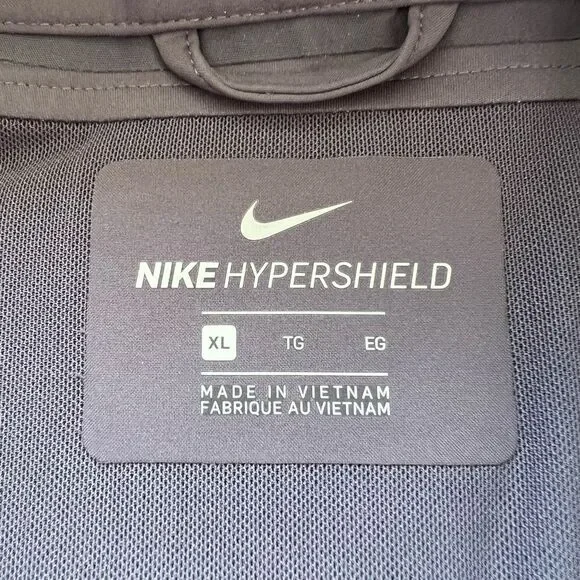 NIKE HYPERSHIELD
XL TG EG
MADE IN VIETNAM
FABRIQUE AU VIETNAM